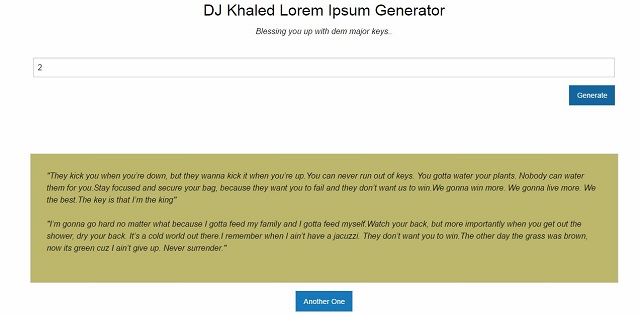 DJ Khaled Lorem Ipsum Generator
Blessing you up with dem major keys..
2
Generate
"They kick you when you're down, but they wanna kick it when you're up.You can never run out of keys. You gotta water your plants. Nobody can water
them for you.Stay focused and secure your bag, because they want you to fail and they don't want us to win.We gonna win more. We gonna live more. We
the best.The key is that I'm the king"
"I'm gonna go hard no matter what because I gotta feed my family and I gotta feed myself.Watch your back, but more importantly when you get out the
shower, dry your back. It's a cold world out there.I remember when I ain't have a jacuzzi. They don't want you to win.The other day the grass was brown,
now its green cuz I ain't give up. Never surrender."
Another One